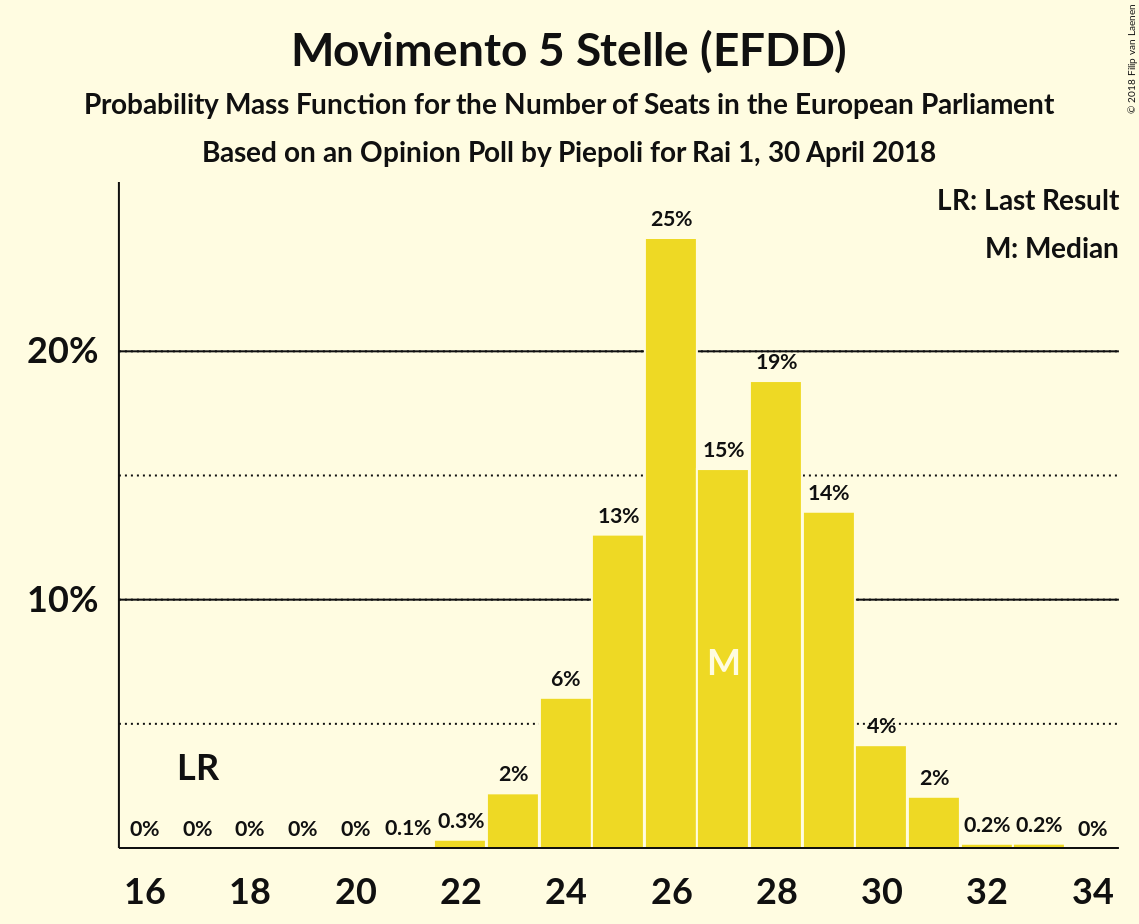 Movimento 5 Stelle (EFDD)
Probability Mass Function for the Number of Seats in the European Parliament
Based on an Opinion Poll by Piepoli for Rai 1, 30 April 2018
© 2018 Filip van Laenen
LR: Last Result
M: Median
25%
20%
19%
15%
14%
13%
10%
M
6%
4%
LR
2%
2%
0% 0% 0% 0% 0% 0.1% 0.3% 0.2% 0.2% 0%
16 18 20 22 24 26 28 30 32 34